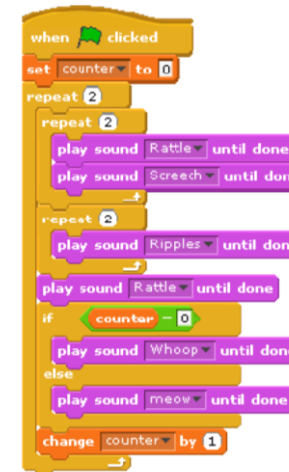 when clicked
set counter to 0
repeat 2
repeat 2
play sound Rattle until done
play sound Screech until don
repeat 2
play sound Ripples until don
play sound Rattle until done
if counter = 0
play sound Whoop until done
else
play sound meow until done
change counter by 1